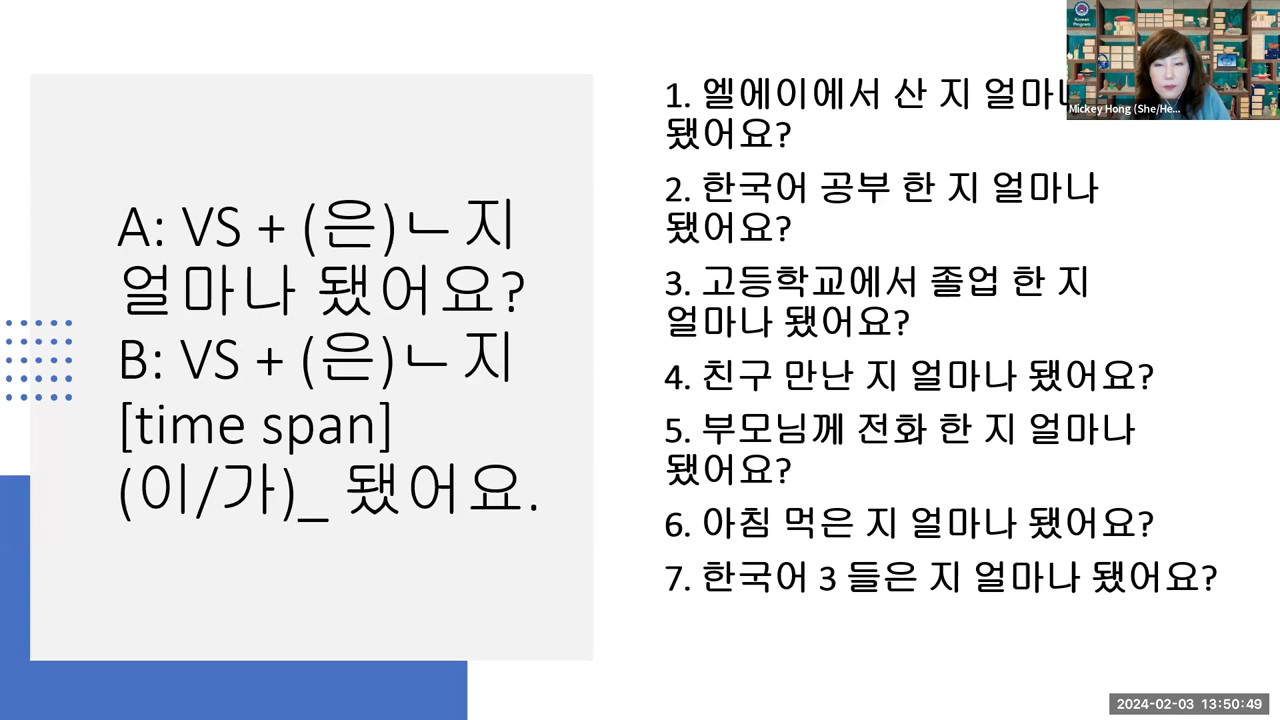 A: VS + (은)ㄴ지
얼마나 됐어요?
B: VS + (은)ㄴ지
[time span]
(이/가)_ 됐어요.
1. 엘에이에서 산 지
됐어요?
2. 한국어 공부 한 지 얼마나
됐어요?
3. 고등학교에서 졸업 한 지
얼마나 됐어요?
4. 친구 만난 지 얼마나 됐어요?
5. 부모님께 전화 한 지 얼마나
됐어요?
6. 아침 먹은 지 얼마나 됐어요?
7. 한국어 3 들은 지 얼마나 됐어요?
Korean
Program
Mickey Hong (She/He...
2024-02-03 13:50:49